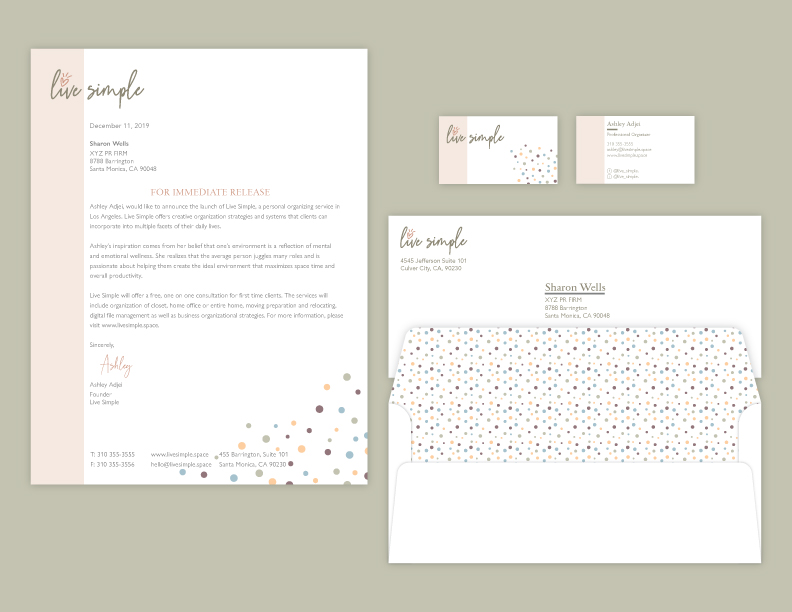 live simple
December 11, 2019
Sharon Wells
XYZ PR FIRM
8788 Barrington
Santa Monica, CA 90048
FOR IMMEDIATE RELEASE
Ashley Adjei, would like to announce the launch of Live Simple, a personal organizing service in
Los Angeles. Live Simple offers creative organization strategies and systems that clients can
incorporate into multiple facets of their daily lives.
Ashley's inspiration comes from her belief that one's environment is a reflection of mental
and emotional wellness. She realizes that the average person juggles many roles and is
passionate about helping them create the ideal environment that maximizes space time and
overall productivity.
Live Simple will offer a free, one on one consultation for first time clients. The services will
include organization of closet, home office or entire home, moving preparation and relocating,
digital file management as well as business organizational strategies. For more information, please
visit www.livesimple.space.
Sincerely,
Ashley
Ashley Adjei
Founder
Live Simple
T: 310 355-3555 www.livesimple.space 453 Barrington, Suite 101
F: 310 355-3556 hello@livesimple.space Santa Monica, CA 90230
live simple
Ashley Adjei
Professional Organizer
310 355-3555
ashley@livesimple.space
www.livesimple.space
@live_simple.
@live_simple.
live simple
4545 Jefferson Suite 101
Culver City, CA, 90230
Sharon Wells
XYZ PR FIRM
8788 Barrington
Santa Monica, CA 90048